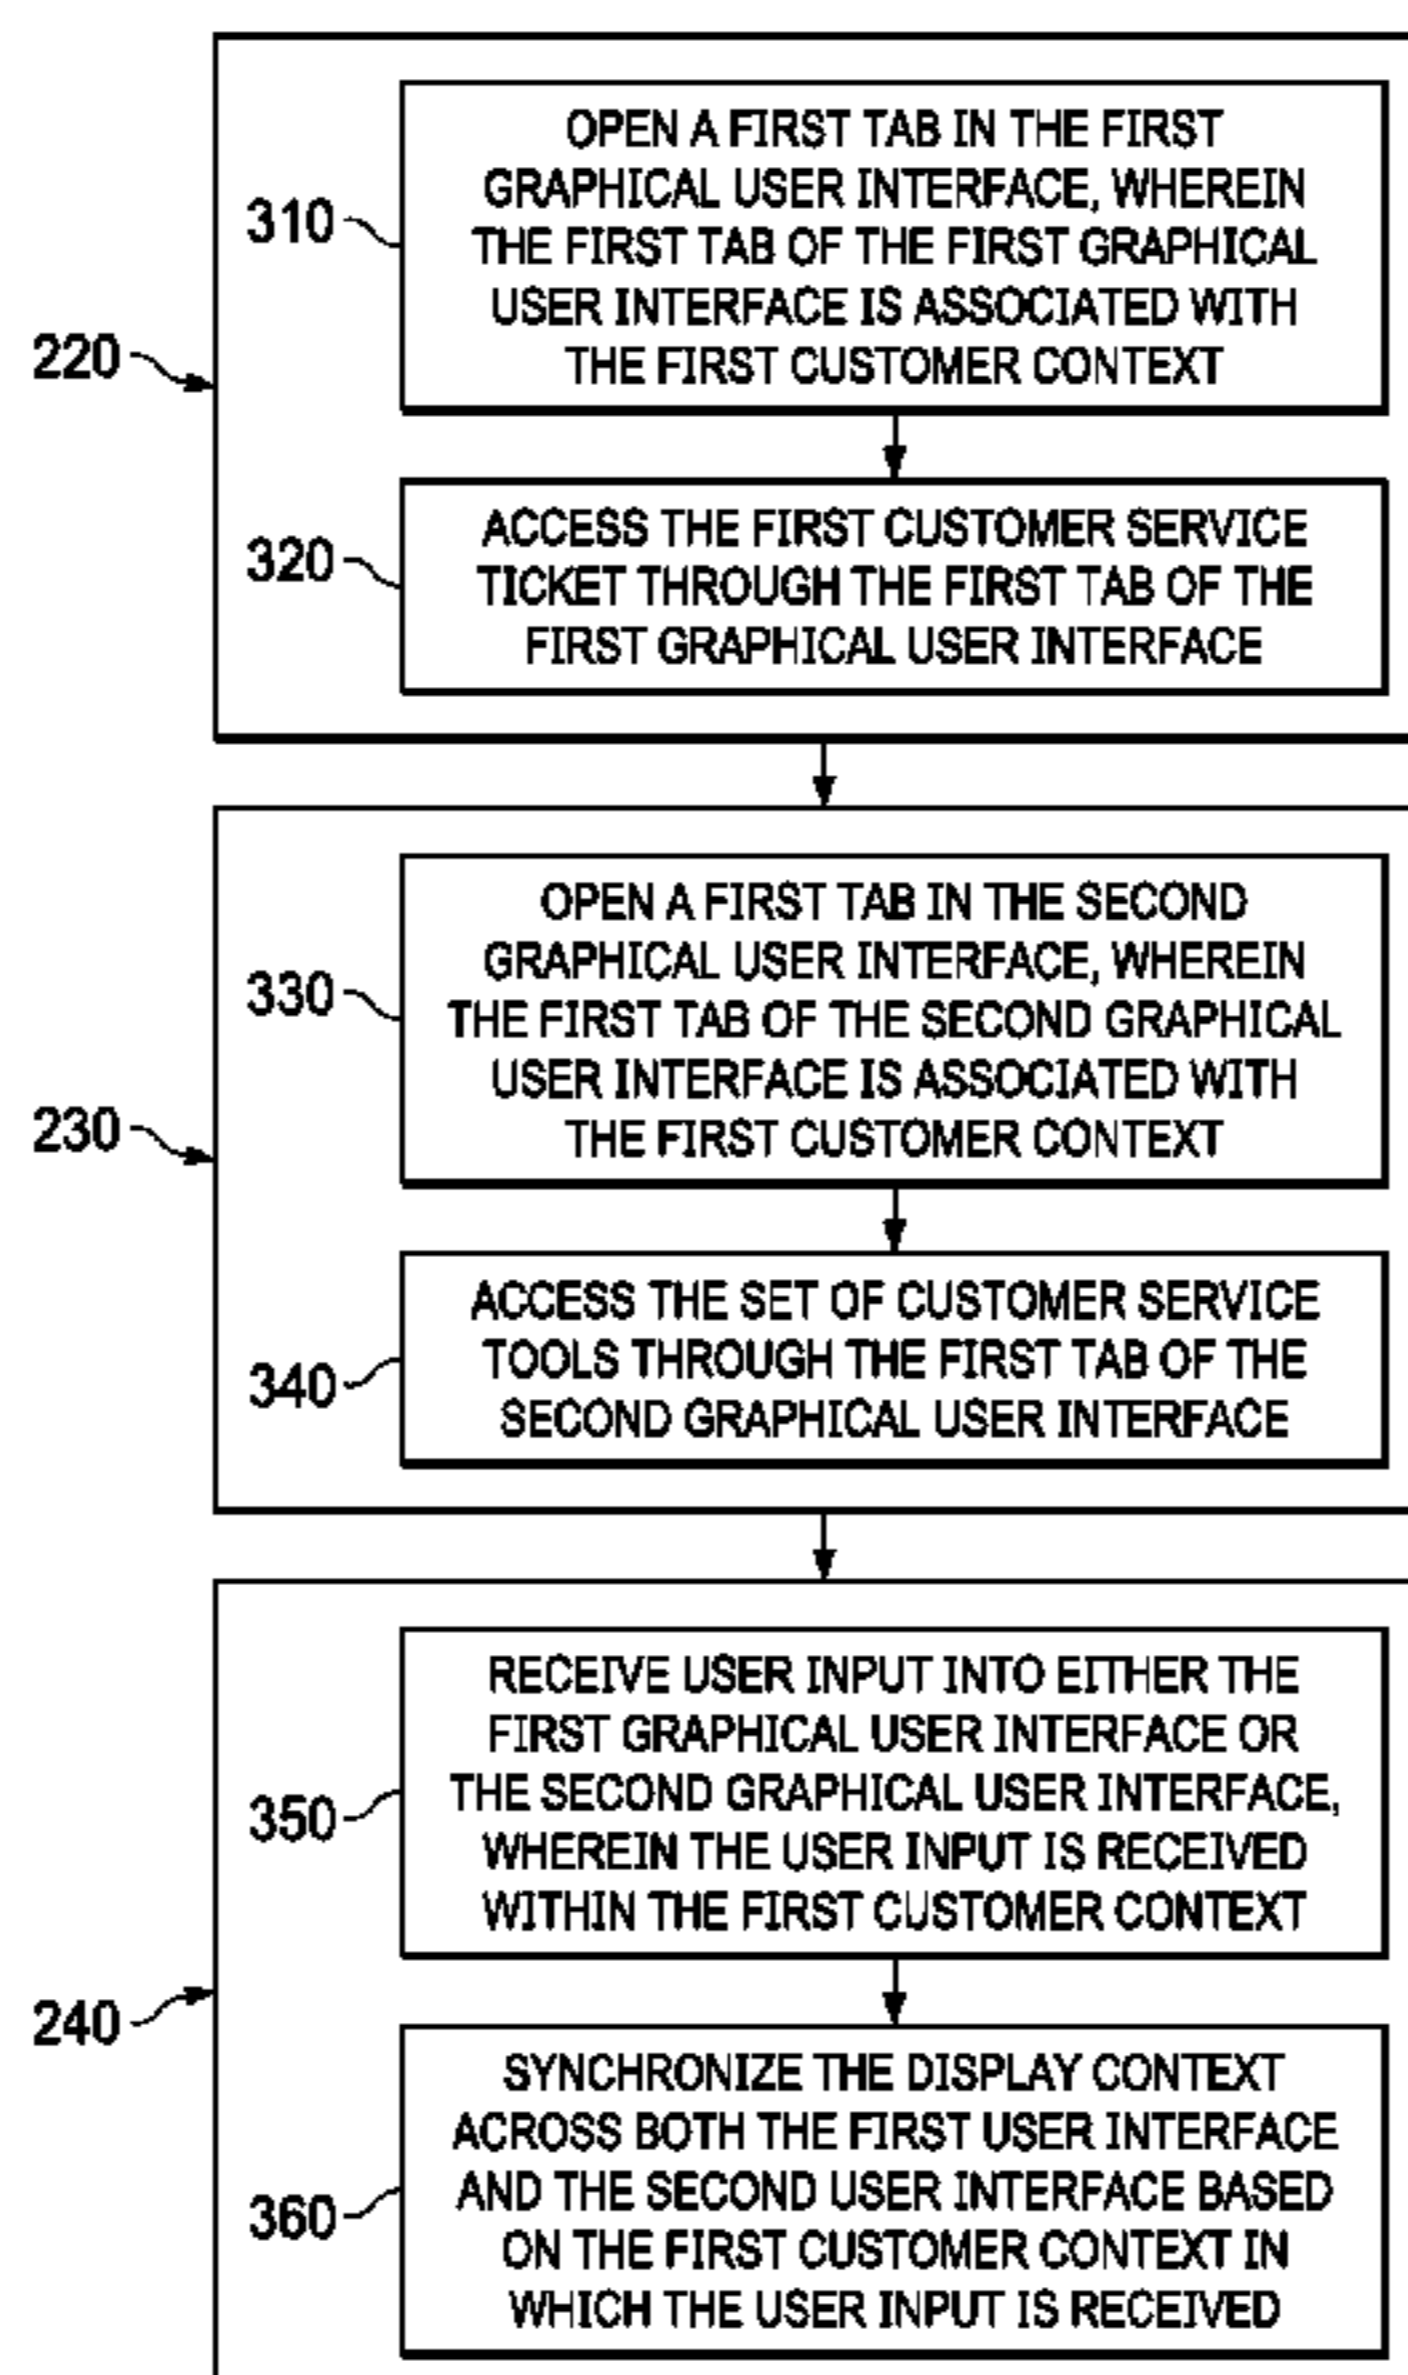 OPEN A FIRST TAB IN THE FIRST
GRAPHICAL USER INTERFACE, WHEREIN
THE FIRST TAB OF THE FIRST GRAPHICAL
USER INTERFACE IS ASSOCIATED WITH
THE FIRST CUSTOMER CONTEXT
310
220
ACCESS THE FIRST CUSTOMER SERVICE
TICKET THROUGH THE FIRST TAB OF THE
FIRST GRAPHICAL USER INTERFACE
320
OPEN A FIRST TAB IN THE SECOND
GRAPHICAL USER INTERFACE, WHEREIN
THE FIRST TAB OF THE SECOND GRAPHICAL
USER INTERFACE IS ASSOCIATED WITH
THE FIRST CUSTOMER CONTEXT
330
230
ACCESS THE SET OF CUSTOMER SERVICE
TOOLS THROUGH THE FIRST TAB OF THE
SECOND GRAPHICAL USER INTERFACE
340
RECEIVE USER INPUT INTO EITHER THE
FIRST GRAPHICAL USER INTERFACE OR
THE SECOND GRAPHICAL USER INTERFACE,
WHEREIN THE USER INPUT IS RECEIVED
WITHIN THE FIRST CUSTOMER CONTEXT
350
240
SYNCHRONIZE THE DISPLAY CONTEXT
ACROSS BOTH THE FIRST USER INTERFACE
AND THE SECOND USER INTERFACE BASED
ON THE FIRST CUSTOMER CONTEXT IN
WHICH THE USER INPUT IS RECEIVED
360